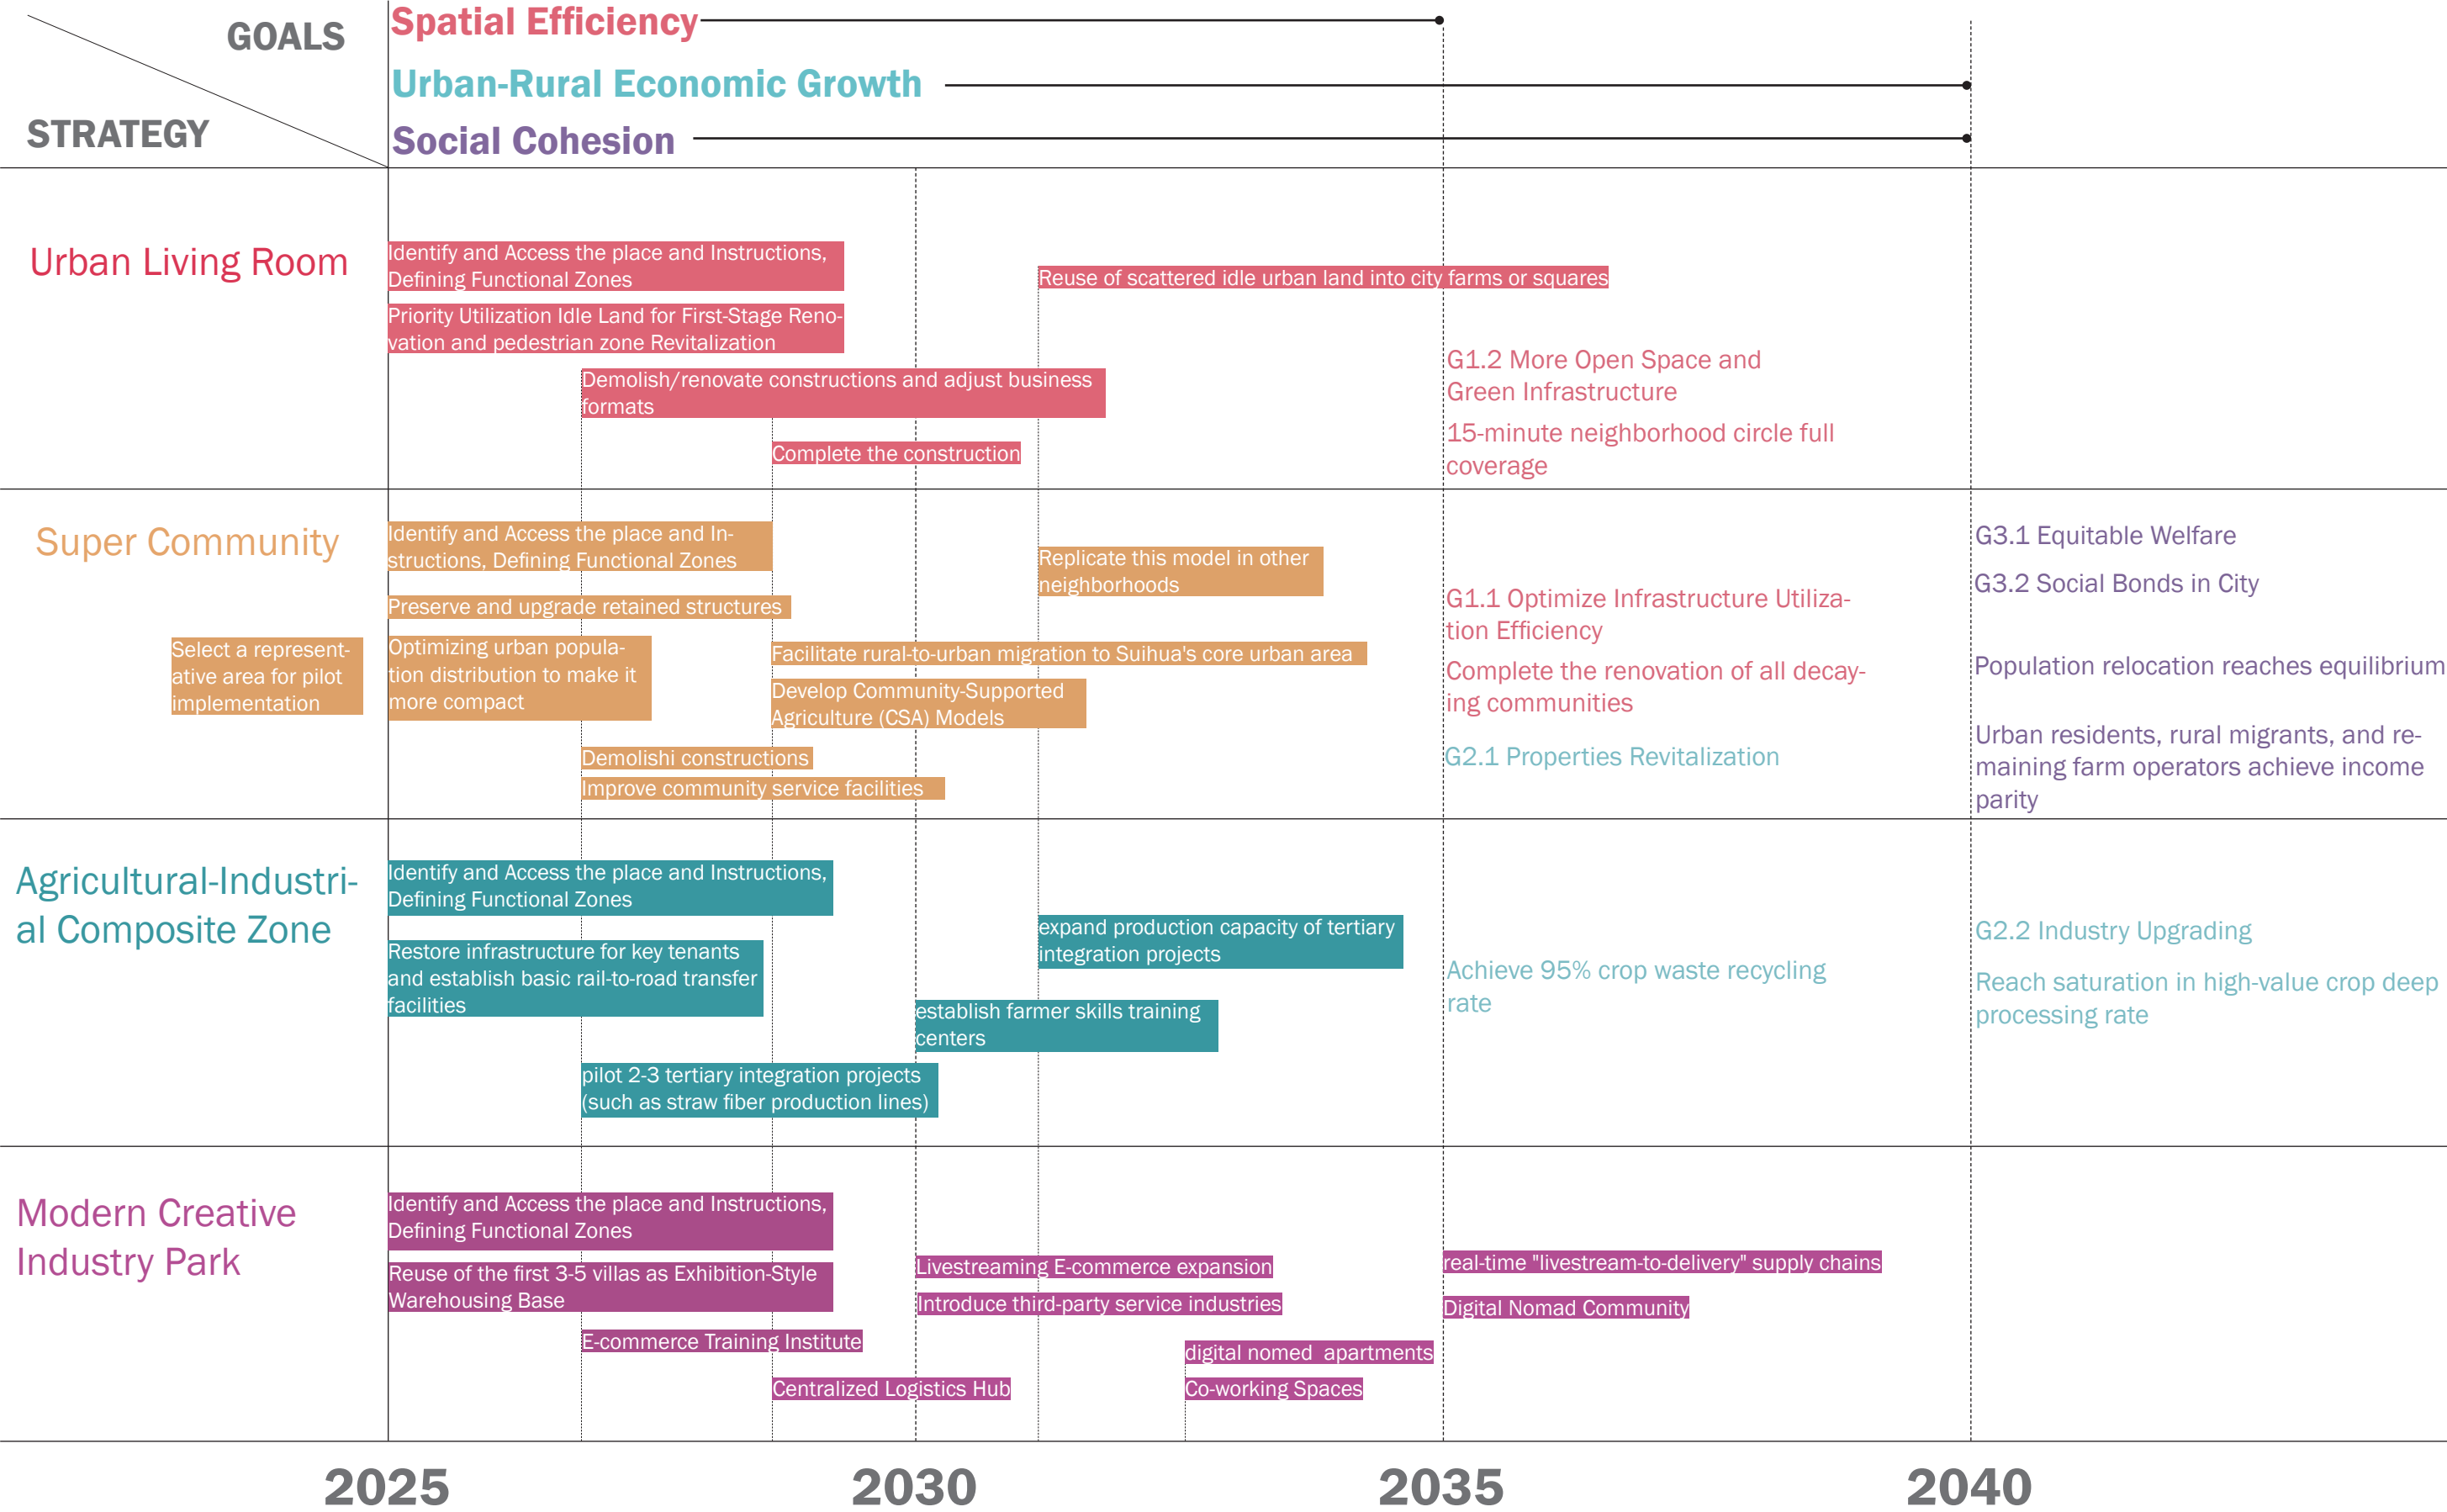 GOALS
STRATEGY
Spatial Efficiency
Urban-Rural Economic Growth
Social Cohesion
Urban Living Room
Identify and Access the place and Instructions,
Defining Functional Zones
Priority Utilization Idle Land for First-Stage Reno-
vation and pedestrian zone Revitalization
Demolish/renovate constructions and adjust business
formats
Complete the construction
Reuse of scattered idle urban land into city farms or squares
G1.2 More Open Space and
Green Infrastructure
15-minute neighborhood circle full
coverage
Super Community
Select a represent-
ative area for pilot
implementation
Identify and Access the place and In-
structions, Defining Functional Zones
Preserve and upgrade retained structures
Optimizing urban popula-
tion distribution to make it
more compact
Demolishi constructions
Improve community service facilities
Facilitate rural-to-urban migration to Suihua's core urban area
Develop Community-Supported
Agriculture (CSA) Models
Replicate this model in other
neighborhoods
G1.1 Optimize Infrastructure Utiliza-
tion Efficiency
Complete the renovation of all decay-
ing communities
G2.1 Properties Revitalization
G3.1 Equitable Welfare
G3.2 Social Bonds in City
Population relocation reaches equilibrium
Urban residents, rural migrants, and re-
maining farm operators achieve income
parity
Agricultural-Industri-
al Composite Zone
Identify and Access the place and Instructions,
Defining Functional Zones
Restore infrastructure for key tenants
and establish basic rail-to-road transfer
facilities
pilot 2-3 tertiary integration projects
(such as straw fiber production lines)
establish farmer skills training
centers
expand production capacity of tertiary
integration projects
Achieve 95% crop waste recycling
rate
G2.2 Industry Upgrading
Reach saturation in high-value crop deep
processing rate
Modern Creative
Industry Park
Identify and Access the place and Instructions,
Defining Functional Zones
Reuse of the first 3-5 villas as Exhibition-Style
Warehousing Base
E-commerce Training Institute
Centralized Logistics Hub
Livestreaming E-commerce expansion
Introduce third-party service industries
digital nomed apartments
Co-working Spaces
real-time "livestream-to-delivery" supply chains
Digital Nomad Community
2025
2030
2035
2040